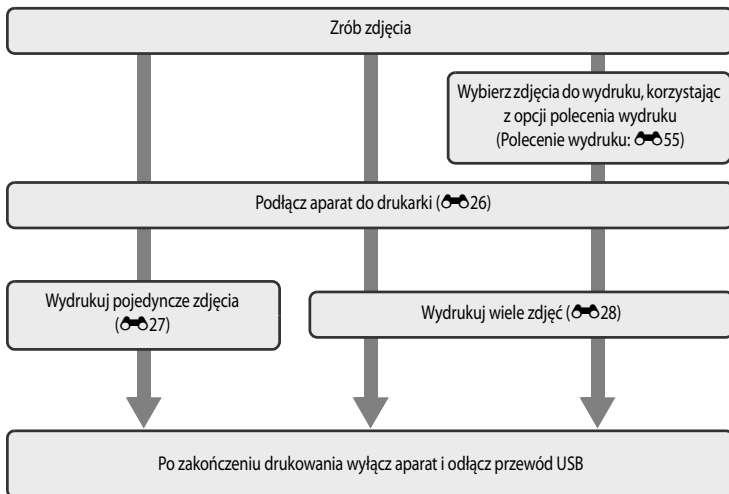 Zrób zdjęcia
Wybierz zdjęcia do wydruku, korzystając
z opcji polecenia wydruku
(Polecenie wydruku: 55)
Podłącz aparat do drukarki (26)
Wydrukuj pojedyncze zdjęcia
(27)
Wydrukuj wiele zdjęć (28)
Po zakończeniu drukowania wyłącz aparat i odłącz przewód USB